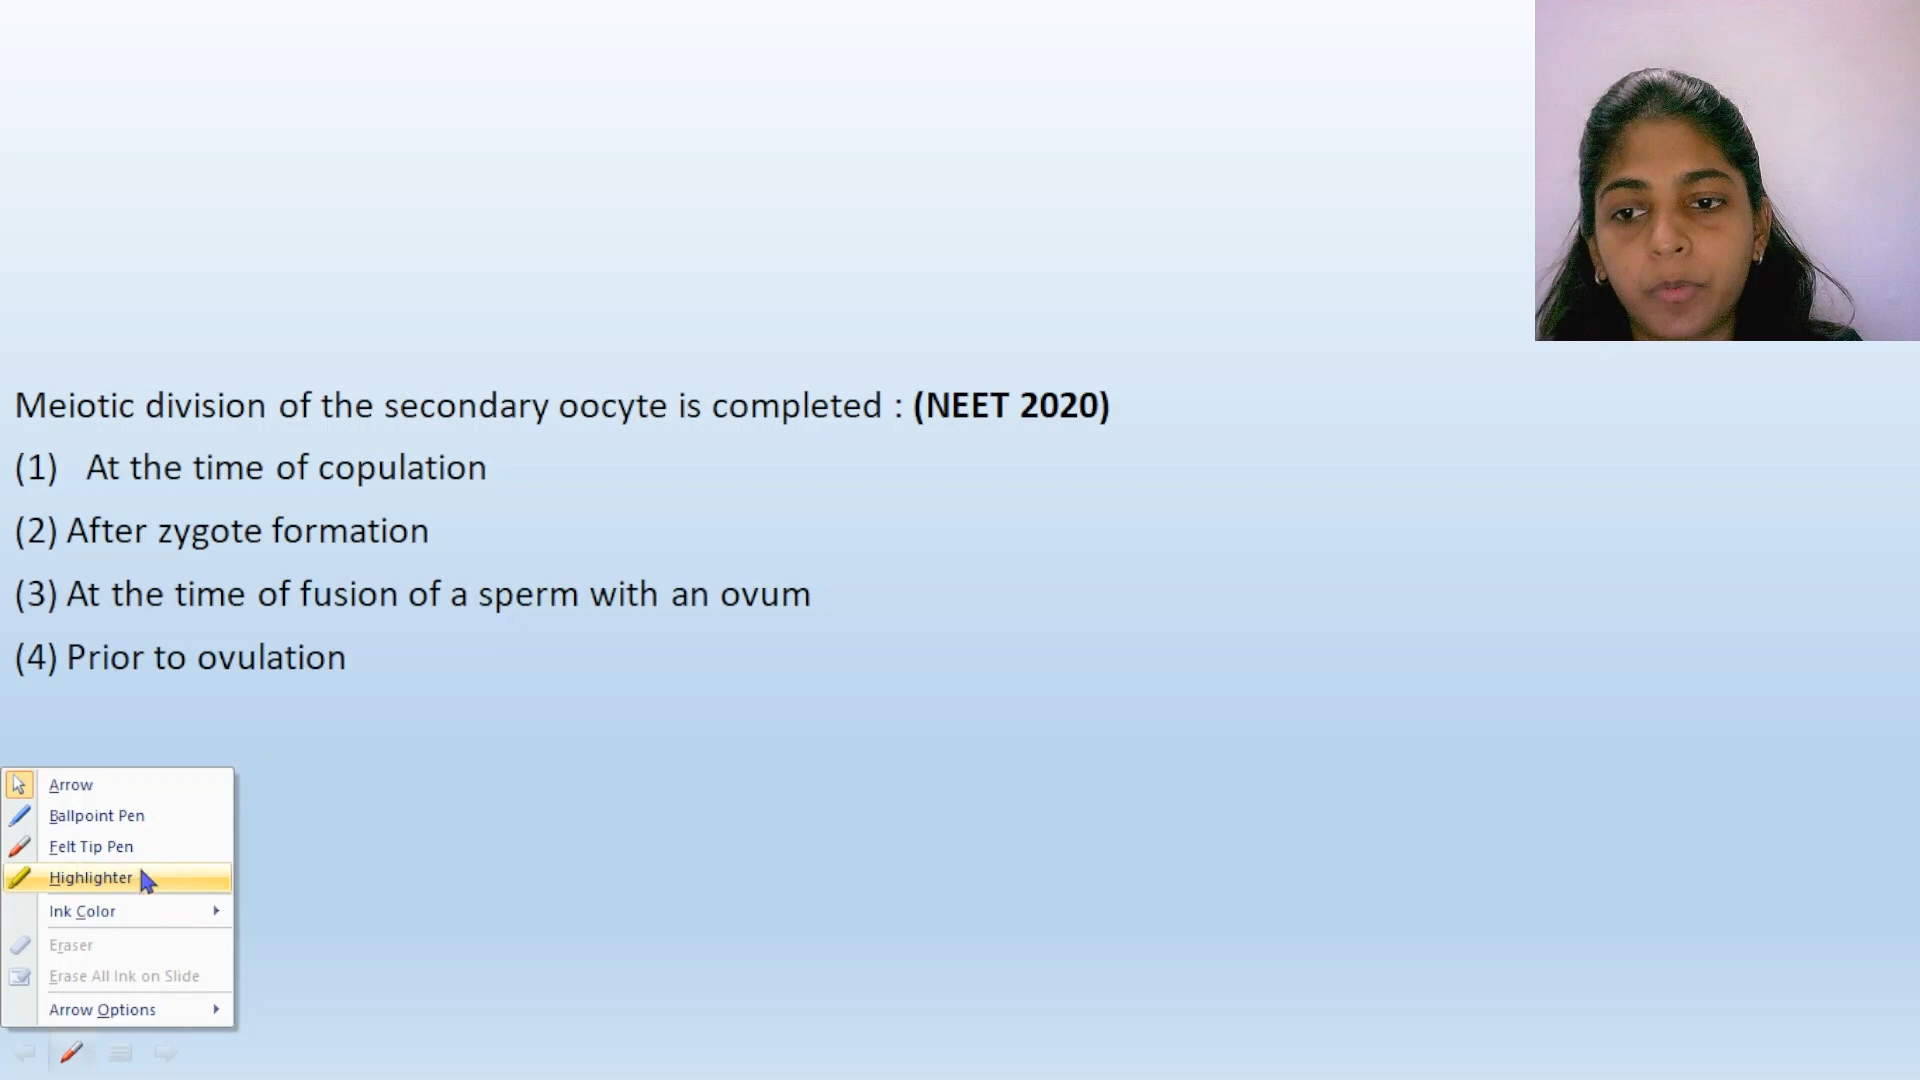 Meiotic division of the secondary oocyte is completed : (NEET 2020)
(1) At the time of copulation
(2) After zygote formation
(3) At the time of fusion of a sperm with an ovum
(4) Prior to ovulation
Arrow
Ballpoint Pen
Felt Tip Pen
Highlighter
Ink Color
Eraser
Erase All Ink on Slide
Arrow Options